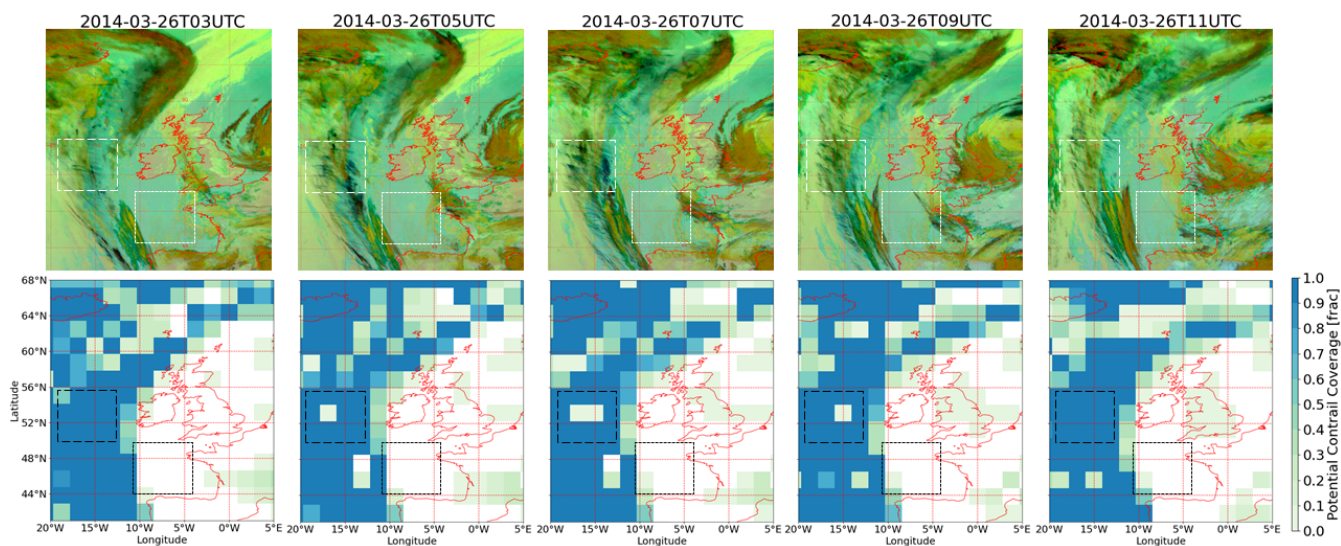 2014-03-26T03UTC
2014-03-26T05UTC
2014-03-26T07UTC
2014-03-26T09UTC
2014-03-26T11UTC
68°N
64°N
60°N
56°N
52°N
48°N
44°N
Latitude
20°W 15°W 10°W 5°W 0°W 5°E
Longitude
20°W 15°W 10°W 5°W 0°W 5°E
Longitude
20°W 15°W 10°W 5°W 0°W 5°E
Longitude
20°W 15°W 10°W 5°W 0°W 5°E
Longitude
20°W 15°W 10°W 5°W 0°W 5°E
Longitude
1.0
0.9
0.8
0.7
0.6
0.5
0.4
0.3
0.2
0.1
0.0
Potential Contrail Coverage [frac]